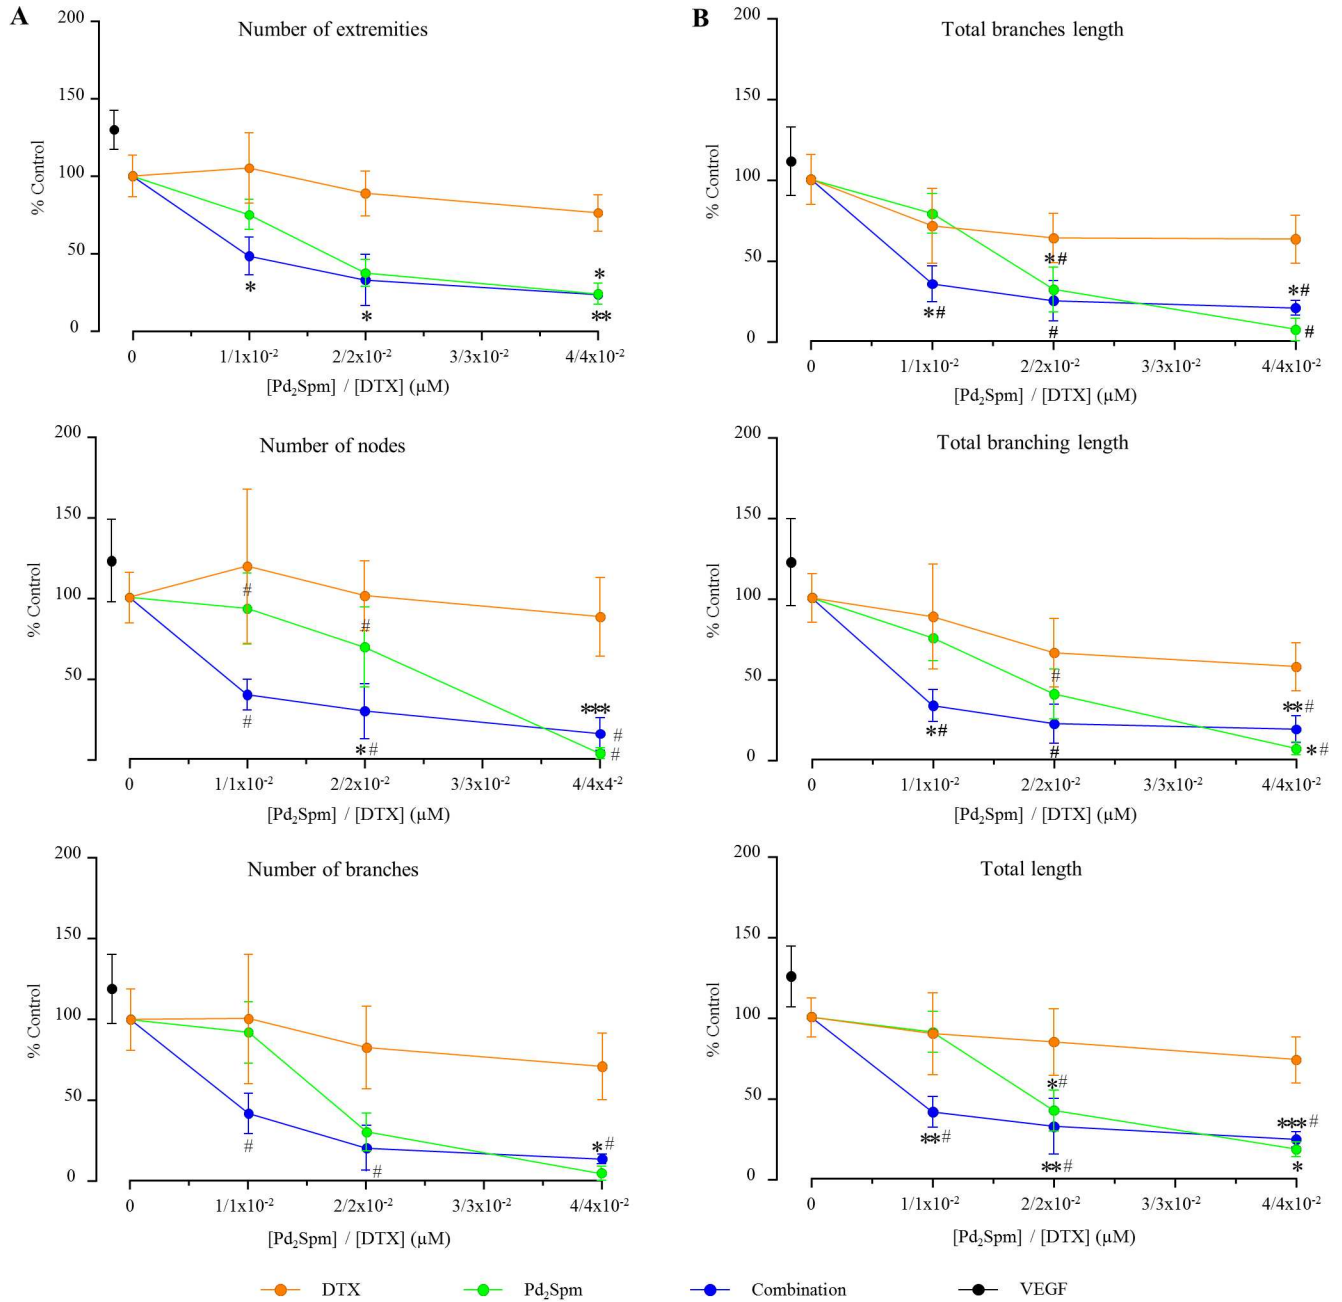 A
Number of extremities
200
150
100
50
0
% Control
*
*
*
**
0 1/1x10-2 2/2x10-2 3/3x10-2 4/4x10-2
[Pd2Spm] / [DTX] (µM)
Number of nodes
200
150
100
50
% Control
#
#
#
*#
***
#
#
0 1/1x10-2 2/2x10-2 3/3x10-2 4/4x4-2
[Pd2Spm] / [DTX] (µM)
Number of branches
200
150
100
50
0
% Control
#
#
*#
0 1/1x10-2 2/2x10-2 3/3x10-2 4/4x10-2
[Pd2Spm] / [DTX] (µM)
B
Total branches length
200
150
100
50
0
% Control
*#
*#
#
*#
#
0 1/1x10-2 2/2x10-2 3/3x10-2 4/4x10-2
[Pd2Spm] / [DTX] (µM)
Total branching length
200
150
100
50
0
% Control
#
*#
#
**#
*#
0 1/1x10-2 2/2x10-2 3/3x10-2 4/4x10-2
[Pd2Spm] / [DTX] (µM)
Total length
200
150
100
50
0
% Control
*#
**#
**#
***#
*
0 1/1x10-2 2/2x10-2 3/3x10-2 4/4x10-2
[Pd2Spm] / [DTX] (µM)
DTX Pd2Spm Combination VEGF